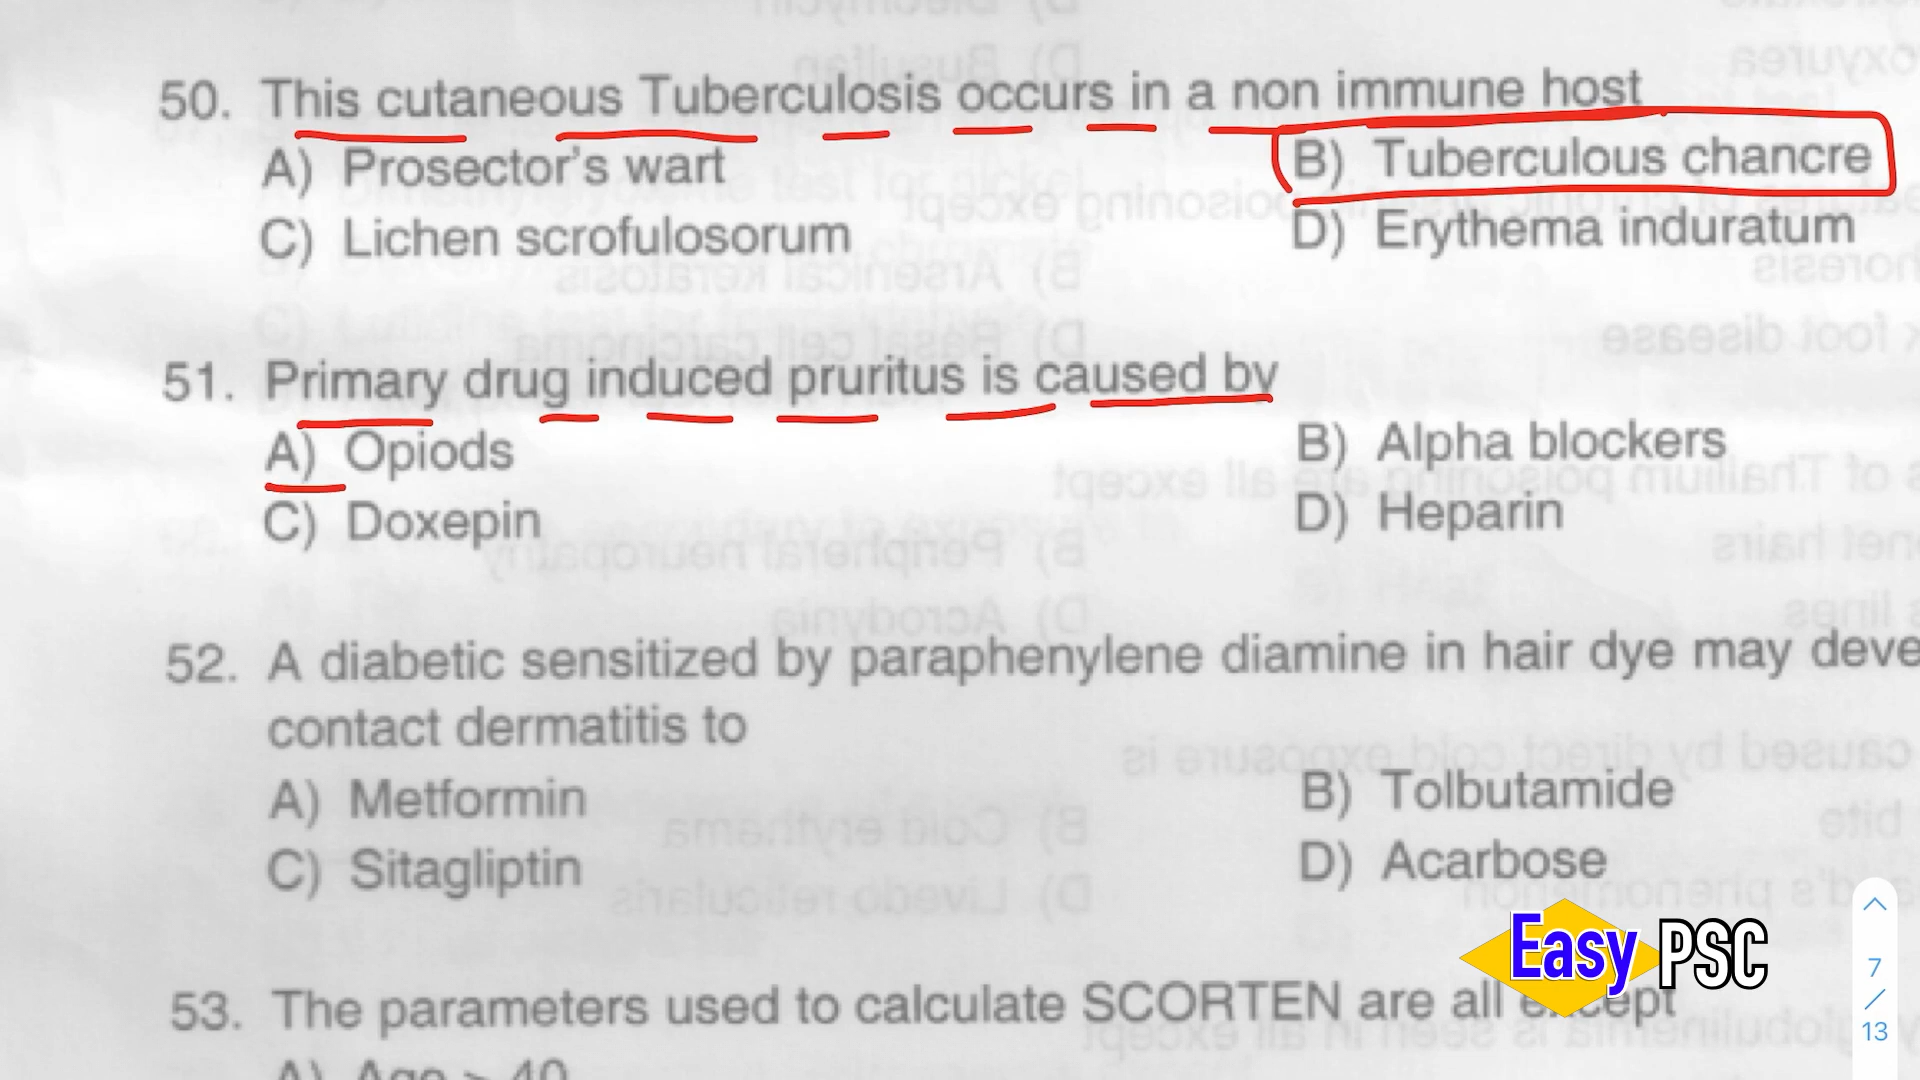 50. This cutaneous Tuberculosis occurs in a non immune host
A) Prosector's wart
B) Tuberculous chancre
C) Lichen scrofulosorum
D) Erythema induratum
51. Primary drug induced pruritus is caused by
A) Opiods
B) Alpha blockers
C) Doxepin
D) Heparin
52. A diabetic sensitized by paraphenylene diamine in hair dye may deve
contact dermatitis to
A) Metformin
B) Tolbutamide
C) Sitagliptin
D) Acarbose
53. The parameters used to calculate SCORTEN are all except
A) Age > 40
Easy PSC
7
/
13